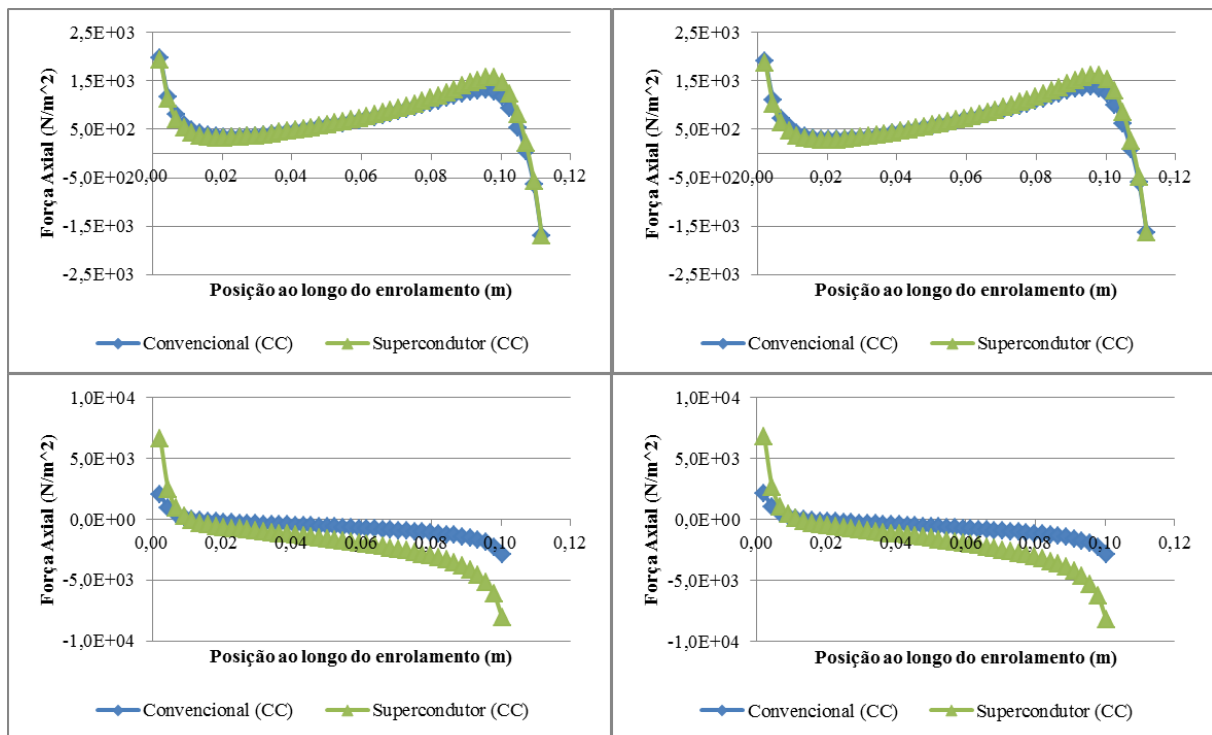 2,5E+03
1,5E+03
5,0E+02
-5,0E+02
-1,5E+03
-2,5E+03
0,00 0,02 0,04 0,06 0,08 0,10 0,12
Força Axial (N/m^2)
Posição ao longo do enrolamento (m)
Convencional (CC) Supercondutor (CC)
2,5E+03
1,5E+03
5,0E+02
-5,0E+02
-1,5E+03
-2,5E+03
0,00 0,02 0,04 0,06 0,08 0,10 0,12
Força Axial (N/m^2)
Posição ao longo do enrolamento (m)
Convencional (CC) Supercondutor (CC)
1,0E+04
5,0E+03
0,0E+00
-5,0E+03
-1,0E+04
0,00 0,02 0,04 0,06 0,08 0,10 0,12
Força Axial (N/m^2)
Posição ao longo do enrolamento (m)
Convencional (CC) Supercondutor (CC)
1,0E+04
5,0E+03
0,0E+00
-5,0E+03
-1,0E+04
0,00 0,02 0,04 0,06 0,08 0,10 0,12
Força Axial (N/m^2)
Posição ao longo do enrolamento (m)
Convencional (CC) Supercondutor (CC)